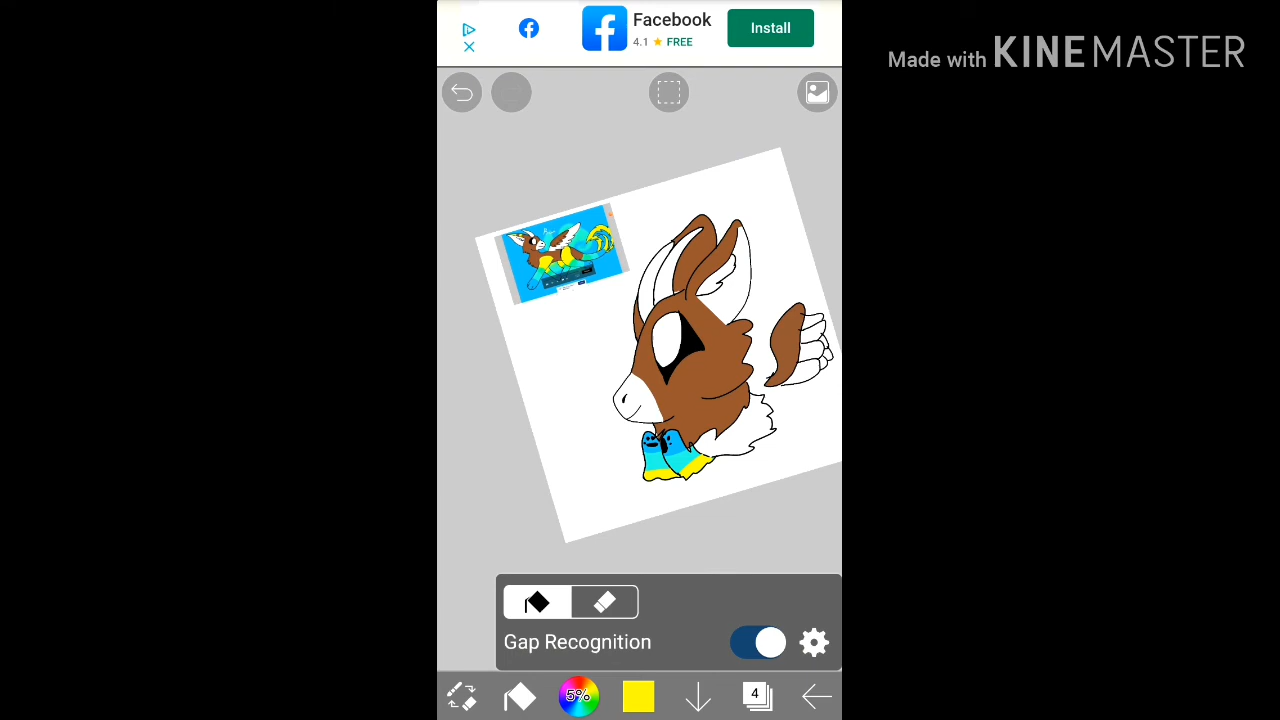 Facebook
4.1 ★ FREE
Install
Made with KINEMASTER
Gap Recognition
5%
4